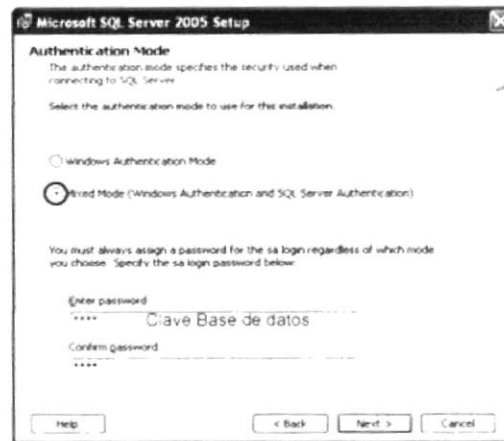 Microsoft SQL Server 2005 Setup
Authentication Mode
The authentication mode specifies the security used when
connecting to SQL Server.
Select the authentication mode to use for this installation.
Windows Authentication Mode
Mixed Mode (Windows Authentication and SQL Server Authentication)
You must always assign a password for the sa login regardless of which mode
you choose. Specify the sa login password below.
Enter password
**** Clave Base de datos
Confirm password
****
Help < Back Next > Cancel